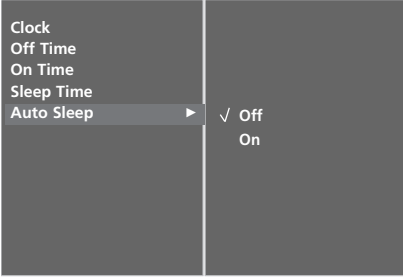 Clock
Off Time
On Time
Sleep Time
Auto Sleep ►
√ Off
On